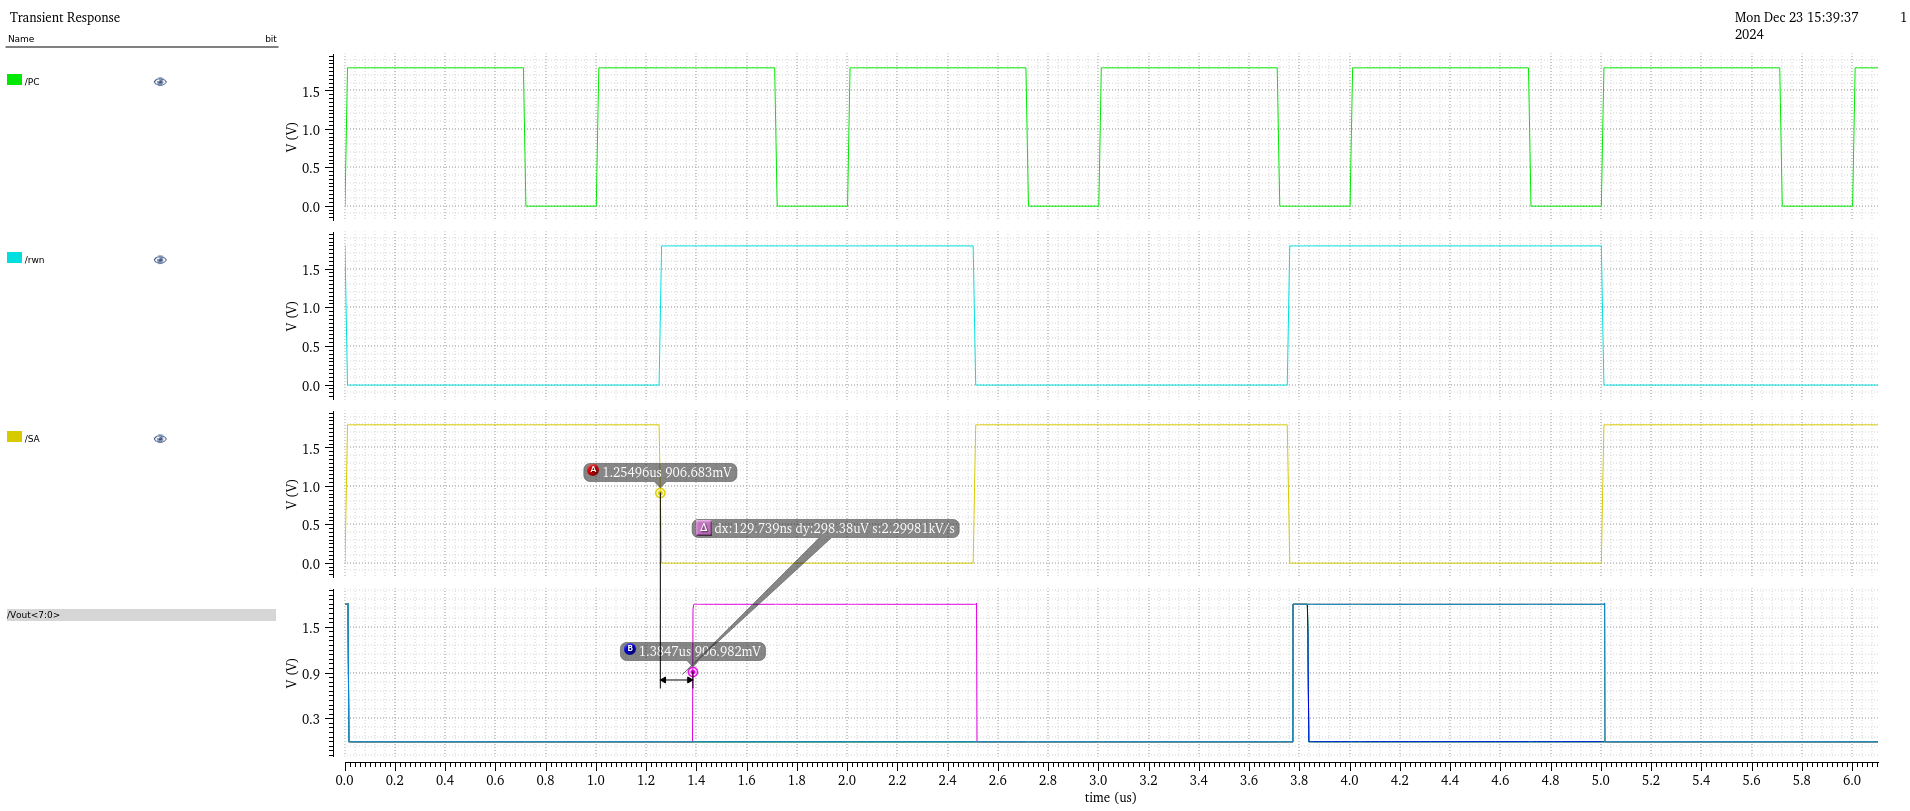 Transient Response
Mon Dec 23 15:39:37 2024
1
Name bit
/PC
V (V)
1.5
1.0
0.5
0.0
/rwn
V (V)
1.5
1.0
0.5
0.0
/SA
V (V)
1.5
1.0
0.5
0.0
A 1.25496us 906.683mV
Δ dx:129.739ns dy:298.38uV s:2.29981kV/s
/Vout<7:0>
V (V)
1.5
0.9
0.3
B 1.3847us 906.982mV
0.0 0.2 0.4 0.6 0.8 1.0 1.2 1.4 1.6 1.8 2.0 2.2 2.4 2.6 2.8 3.0 3.2 3.4 3.6 3.8 4.0 4.2 4.4 4.6 4.8 5.0 5.2 5.4 5.6 5.8 6.0
time (us)